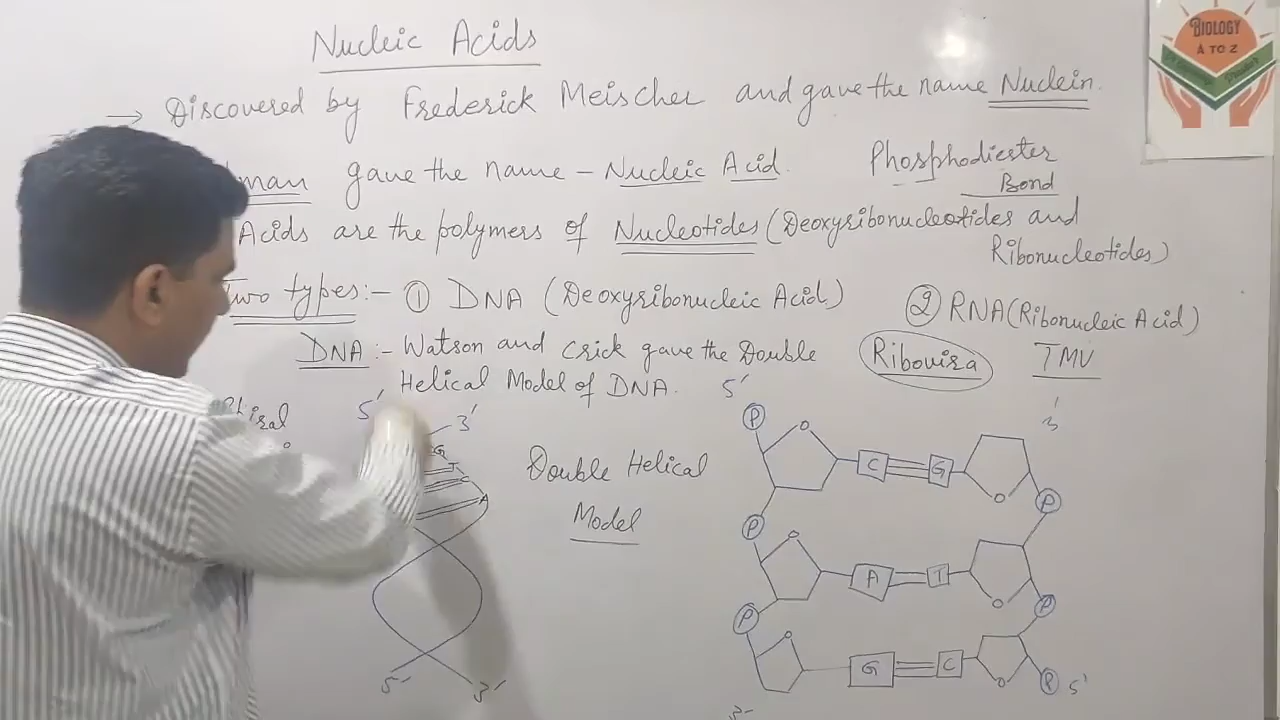 Nucleic Acids
→ Discovered by Frederick Meischer and gave the name Nuclein.
man gave the name - Nucleic Acid.
Phosphodiester
Bond
Acids are the polymers of Nucleotides (Deoxyribonucleotides and
Ribonucleotides)
Two types:- ① DNA (Deoxyribonucleic Acid) ② RNA (Ribonucleic Acid)
DNA:- Watson and Crick gave the Double
Helical Model of DNA.
Ribovira TMV
5' 3'
G
T
C
A
5' 3'
Double Helical
Model
5' 3'
P
C G
P P
A T
P P
G C
P 5'
3'
BIOLOGY
A TO Z